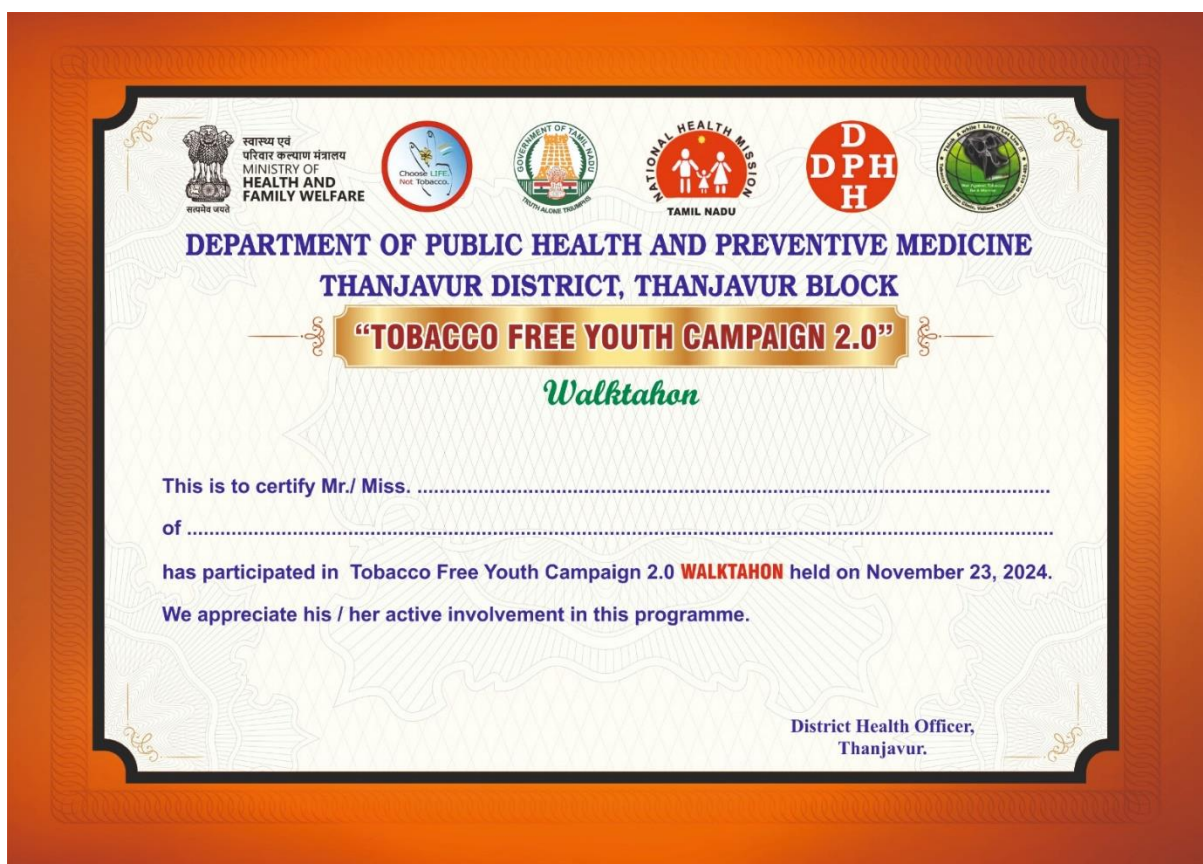 स्वास्थ्य एवं
परिवार कल्याण मंत्रालय
MINISTRY OF
HEALTH AND
FAMILY WELFARE
सत्यमेव जयते
Choose LIFE.
Not Tobacco.
GOVERNMENT OF TAMIL NADU
TRUTH ALONE TRIUMPHS
NATIONAL HEALTH MISSION
TAMIL NADU
D
DPH
H
DEPARTMENT OF PUBLIC HEALTH AND PREVENTIVE MEDICINE
THANJAVUR DISTRICT, THANJAVUR BLOCK
“TOBACCO FREE YOUTH CAMPAIGN 2.0”
Walktahon
This is to certify Mr./ Miss. ..........................................................................................
of ..........................................................................................
has participated in Tobacco Free Youth Campaign 2.0 WALKTAHON held on November 23, 2024.
We appreciate his / her active involvement in this programme.
District Health Officer,
Thanjavur.